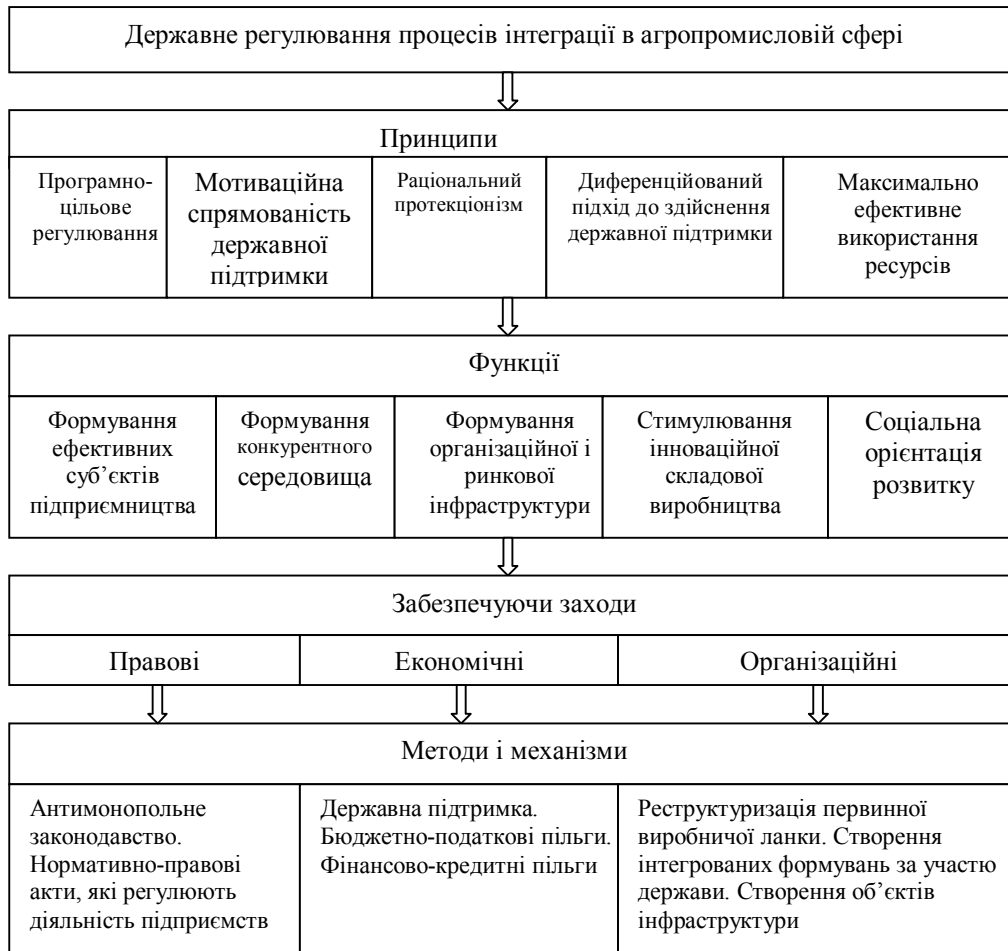 Державне регулювання процесів інтеграції в агропромисловій сфері
Принципи
Програмно-
цільове
регулювання
Мотиваційна
спрямованість
державної
підтримки
Раціональний
протекціонізм
Диференційований
підхід до здійснення
державної підтримки
Максимально
ефективне
використання
ресурсів
Функції
Формування
ефективних
суб’єктів
підприємництва
Формування
конкурентного
середовища
Формування
організаційної і
ринкової
інфраструктури
Стимулювання
інноваційної
складової
виробництва
Соціальна
орієнтація
розвитку
Забезпечуючи заходи
Правові
Економічні
Організаційні
Методи і механізми
Антимонопольне
законодавство.
Нормативно-правові
акти, які регулюють
діяльність підприємств
Державна підтримка.
Бюджетно-податкові пільги.
Фінансово-кредитні пільги
Реструктуризація первинної
виробничої ланки. Створення
інтегрованих формувань за участю
держави. Створення об’єктів
інфраструктури